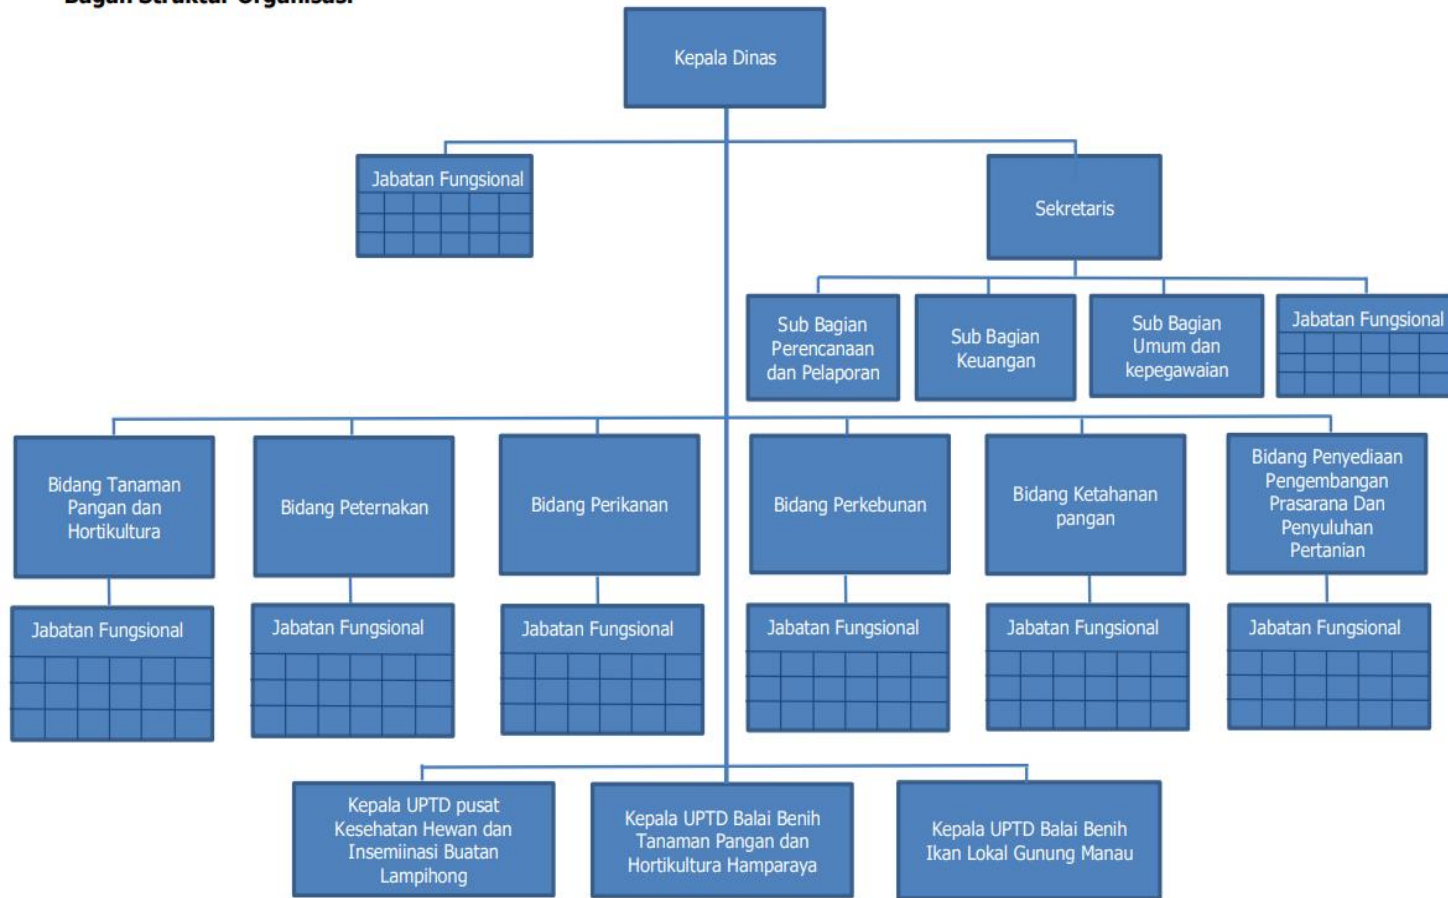 Bagan Struktur Organisasi
Kepala Dinas
Jabatan Fungsional
Sekretaris
Sub Bagian
Perencanaan
dan Pelaporan
Sub Bagian
Keuangan
Sub Bagian
Umum dan
kepegawaian
Jabatan Fungsional
Bidang Tanaman
Pangan dan
Hortikultura
Bidang Peternakan
Bidang Perikanan
Bidang Perkebunan
Bidang Ketahanan
pangan
Bidang Penyediaan
Pengembangan
Prasarana Dan
Penyuluhan
Pertanian
Jabatan Fungsional
Jabatan Fungsional
Jabatan Fungsional
Jabatan Fungsional
Jabatan Fungsional
Jabatan Fungsional
Kepala UPTD pusat
Kesehatan Hewan dan
Insemiinasi Buatan
Lampihong
Kepala UPTD Balai Benih
Tanaman Pangan dan
Hortikultura Hamparaya
Kepala UPTD Balai Benih
Ikan Lokal Gunung Manau